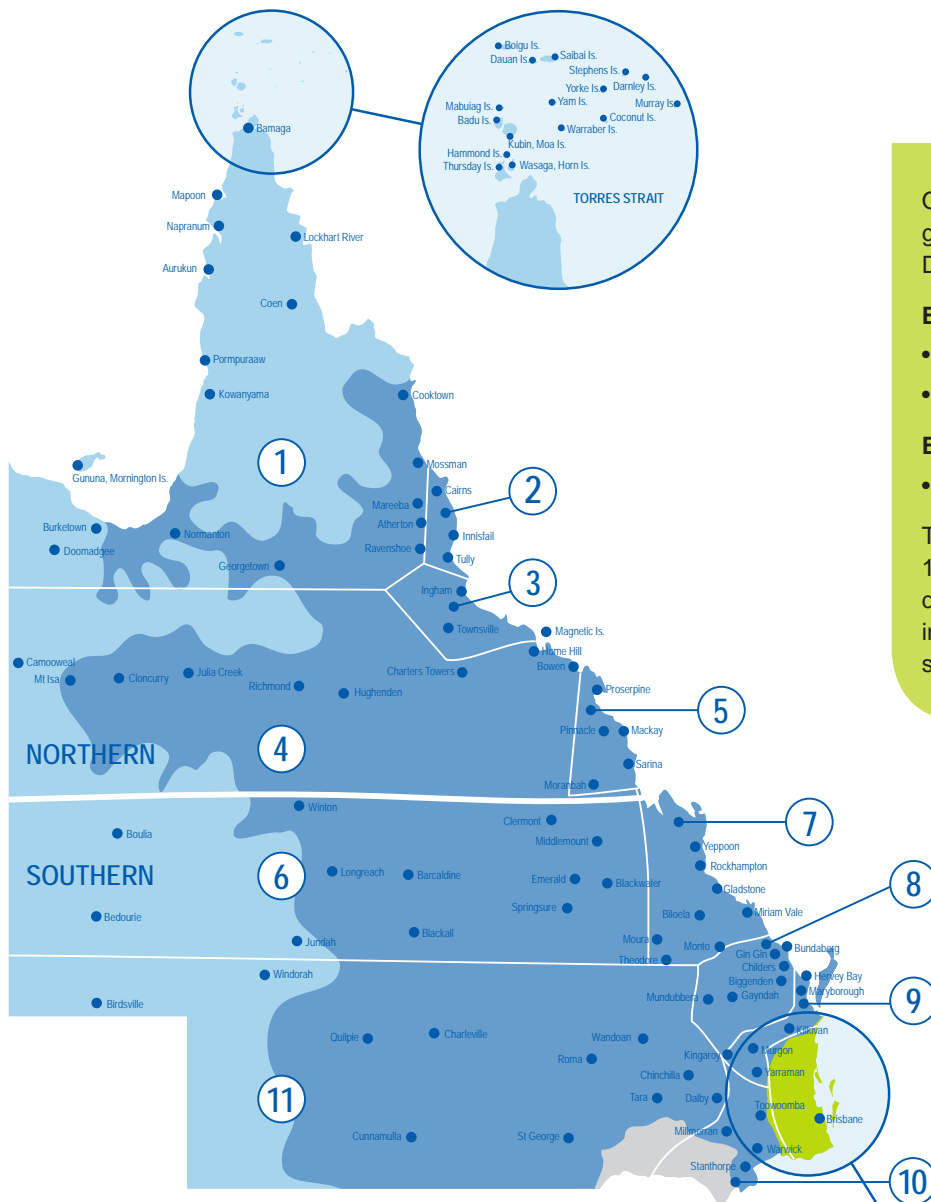 Boigu Is.
Dauan Is.
Saibai Is.
Stephens Is.
Darnley Is.
Yorke Is.
Murray Is.
Yam Is.
Mabuiag Is.
Badu Is.
Coconut Is.
Warraber Is.
Kubin, Moa Is.
Hammond Is.
Thursday Is.
Wasaga, Horn Is.
TORRES STRAIT
Bamaga
Mapoon
Napranum
Lockhart River
Aurukun
Coen
Pormpuraaw
Kowanyama
Cooktown
1
Mossman
Gununa, Mornington Is.
Cairns
2
Mareeba
Atherton
Burketown
Normanton
Innisfail
Doomadgee
Ravenshoe
Tully
Georgetown
Ingham
3
Townsville
Magnetic Is.
Home Hill
Camooweal
Mt Isa
Cloncurry
Julia Creek
Richmond
Hughenden
Charters Towers
Bowen
Proserpine
5
Pinnacle
Mackay
NORTHERN
4
Sarina
Moranbah
Winton
Clermont
7
Boulia
Middlemount
Yeppoon
SOUTHERN
6
Longreach
Barcaldine
Emerald
Blackwater
Rockhampton
Gladstone
8
Springsure
Biloela
Miriam Vale
Bedourie
Jundah
Blackall
Moura
Monto
Bundaberg
Gin Gin
Theodore
Childers
Windorah
Biggenden
Hervey Bay
Maryborough
Birdsville
Mundubbera
Gayndah
9
Kilkivan
Quilpie
Charleville
Wandoan
Murgon
Kingaroy
Roma
Chinchilla
Yarraman
11
Tara
Dalby
Toowoomba
Brisbane
Cunnamulla
St George
Millmerran
Warwick
Stanthorpe
10